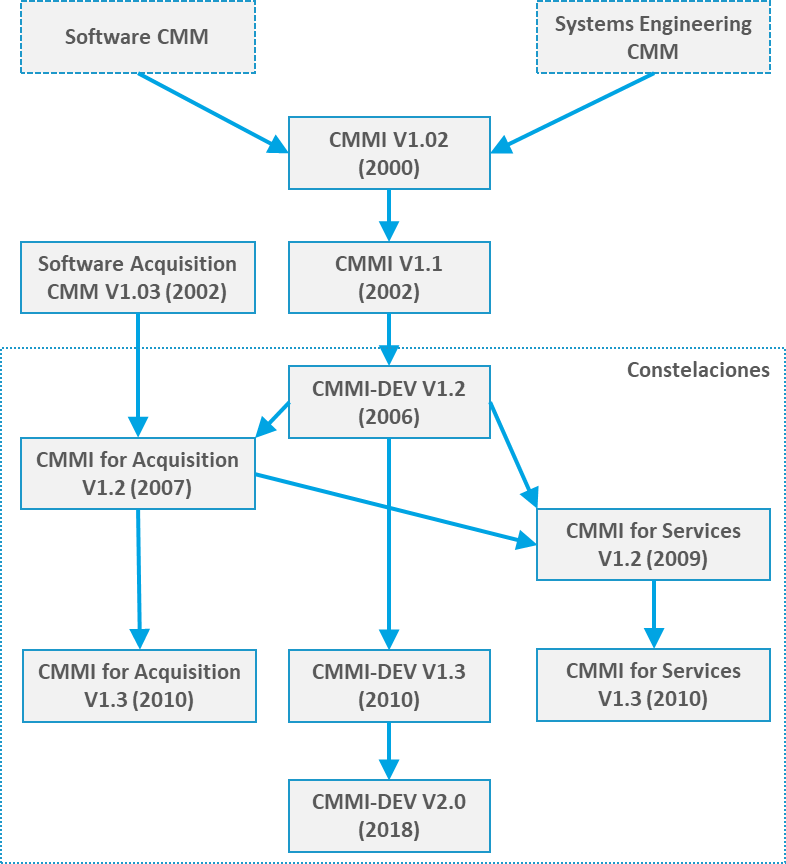 Software CMM
Systems Engineering
CMM
CMMI V1.02
(2000)
Software Acquisition
CMM V1.03 (2002)
CMMI V1.1
(2002)
Constelaciones
CMMI-DEV V1.2
(2006)
CMMI for Acquisition
V1.2 (2007)
CMMI for Services
V1.2 (2009)
CMMI for Acquisition
V1.3 (2010)
CMMI-DEV V1.3
(2010)
CMMI for Services
V1.3 (2010)
CMMI-DEV V2.0
(2018)